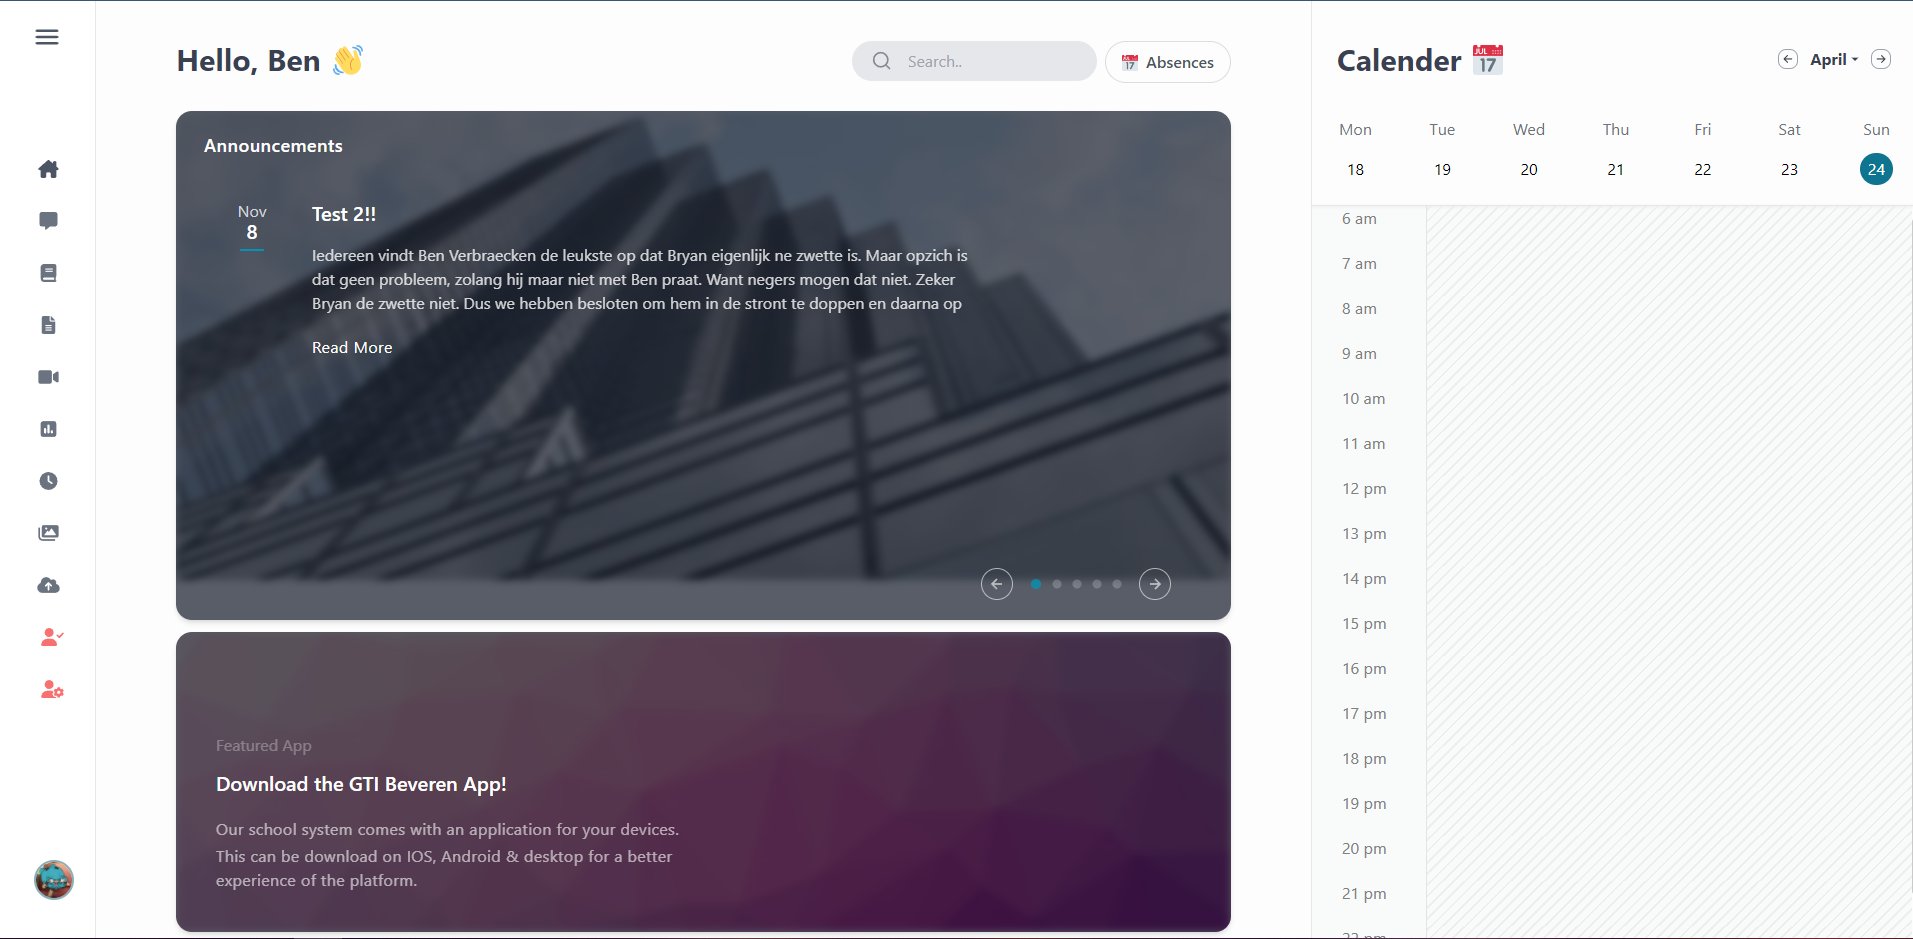 Hello, Ben 👋
Search..
Absences
Announcements
Nov
8
Test 2!!
Iedereen vindt Ben Verbraecken de leukste op dat Bryan eigenlijk ne zwette is. Maar opzich is
dat geen probleem, zolang hij maar niet met Ben praat. Want negers mogen dat niet. Zeker
Bryan de zwette niet. Dus we hebben besloten om hem in de stront te doppen en daarna op
Read More
Featured App
Download the GTI Beveren App!
Our school system comes with an application for your devices.
This can be download on IOS, Android & desktop for a better
experience of the platform.
Calender 📅
April
Mon Tue Wed Thu Fri Sat Sun
18 19 20 21 22 23 24
6 am
7 am
8 am
9 am
10 am
11 am
12 pm
13 pm
14 pm
15 pm
16 pm
17 pm
18 pm
19 pm
20 pm
21 pm
22 pm